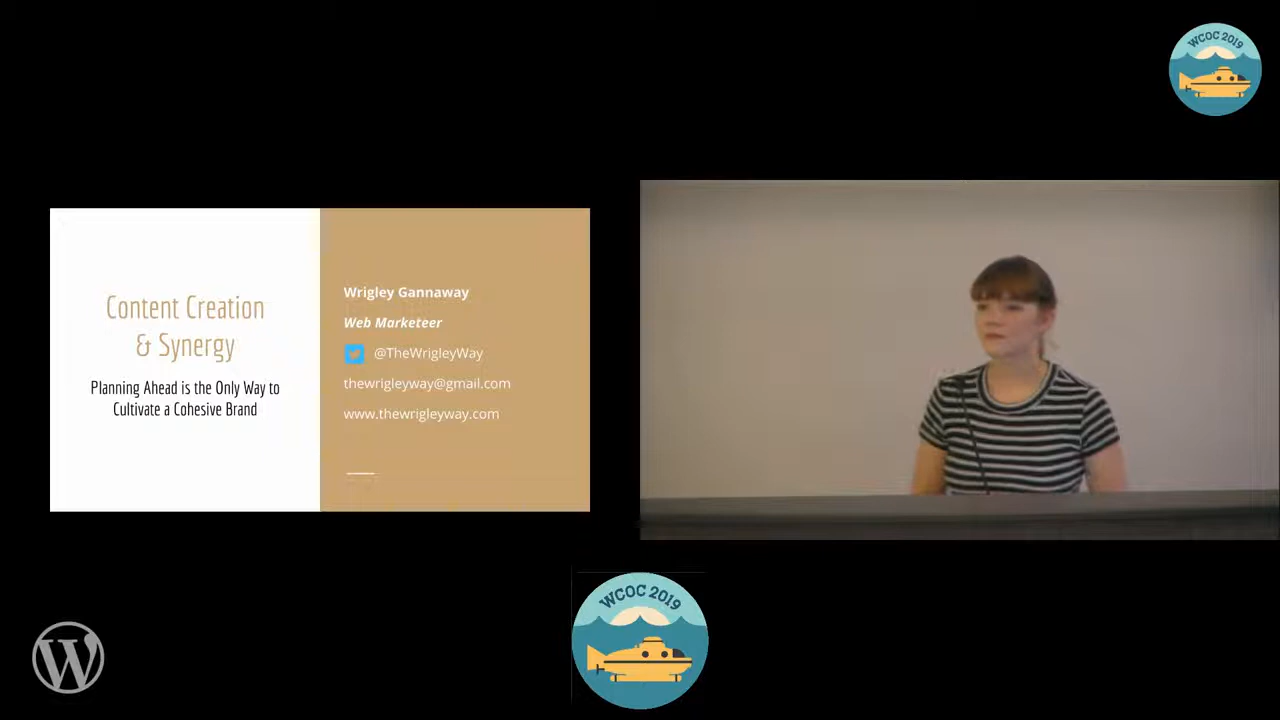 WCOC 2019
Content Creation
& Synergy
Planning Ahead is the Only Way to
Cultivate a Cohesive Brand
Wrigley Gannaway
Web Marketeer
@TheWrigleyWay
thewrigleyway@gmail.com
www.thewrigleyway.com
WCOC 2019
W